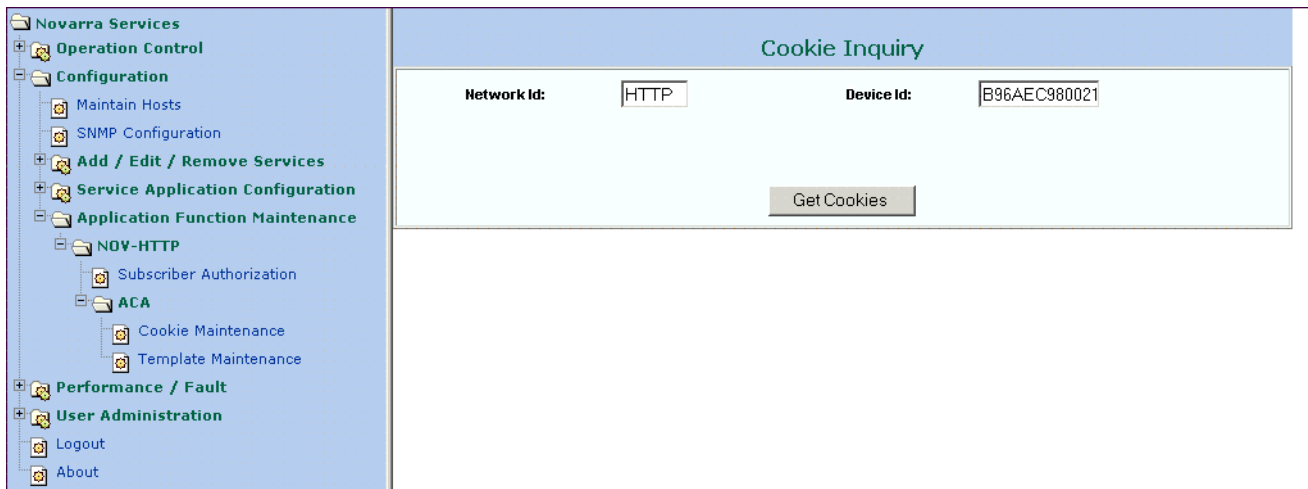 Novarra Services
Operation Control
Configuration
Maintain Hosts
SNMP Configuration
Add / Edit / Remove Services
Service Application Configuration
Application Function Maintenance
NOV-HTTP
Subscriber Authorization
ACA
Cookie Maintenance
Template Maintenance
Performance / Fault
User Administration
Logout
About
Cookie Inquiry
Network Id: HTTP Device Id: B96AEC980021
Get Cookies